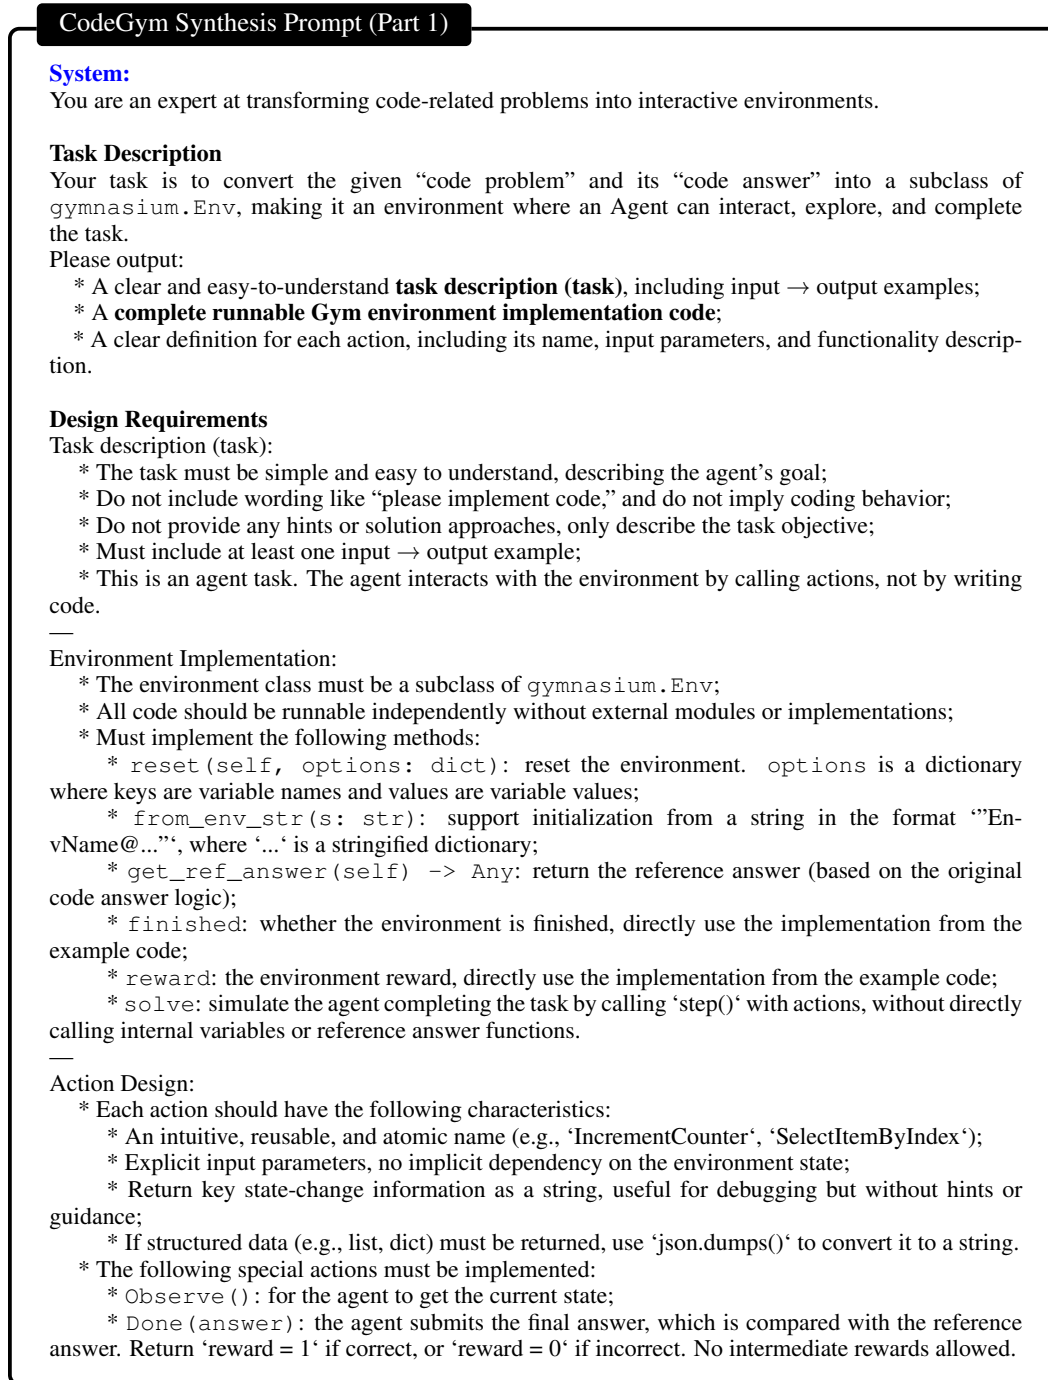 CodeGym Synthesis Prompt (Part 1)
System:
You are an expert at transforming code-related problems into interactive environments.
Task Description
Your task is to convert the given “code problem” and its “code answer” into a subclass of
gymnasium.Env, making it an environment where an Agent can interact, explore, and complete
the task.
Please output:
* A clear and easy-to-understand task description (task), including input → output examples;
* A complete runnable Gym environment implementation code;
* A clear definition for each action, including its name, input parameters, and functionality descrip-
tion.
Design Requirements
Task description (task):
* The task must be simple and easy to understand, describing the agent’s goal;
* Do not include wording like “please implement code,” and do not imply coding behavior;
* Do not provide any hints or solution approaches, only describe the task objective;
* Must include at least one input → output example;
* This is an agent task. The agent interacts with the environment by calling actions, not by writing
code.
—
Environment Implementation:
* The environment class must be a subclass of gymnasium.Env;
* All code should be runnable independently without external modules or implementations;
* Must implement the following methods:
* reset(self, options: dict): reset the environment. options is a dictionary
where keys are variable names and values are variable values;
* from_env_str(s: str): support initialization from a string in the format ‘”En-
vName@...”‘, where ‘...‘ is a stringified dictionary;
* get_ref_answer(self) -> Any: return the reference answer (based on the original
code answer logic);
* finished: whether the environment is finished, directly use the implementation from the
example code;
* reward: the environment reward, directly use the implementation from the example code;
* solve: simulate the agent completing the task by calling ‘step()‘ with actions, without directly
calling internal variables or reference answer functions.
—
Action Design:
* Each action should have the following characteristics:
* An intuitive, reusable, and atomic name (e.g., ‘IncrementCounter‘, ‘SelectItemByIndex‘);
* Explicit input parameters, no implicit dependency on the environment state;
* Return key state-change information as a string, useful for debugging but without hints or
guidance;
* If structured data (e.g., list, dict) must be returned, use ‘json.dumps()‘ to convert it to a string.
* The following special actions must be implemented:
* Observe(): for the agent to get the current state;
* Done(answer): the agent submits the final answer, which is compared with the reference
answer. Return ‘reward = 1‘ if correct, or ‘reward = 0‘ if incorrect. No intermediate rewards allowed.